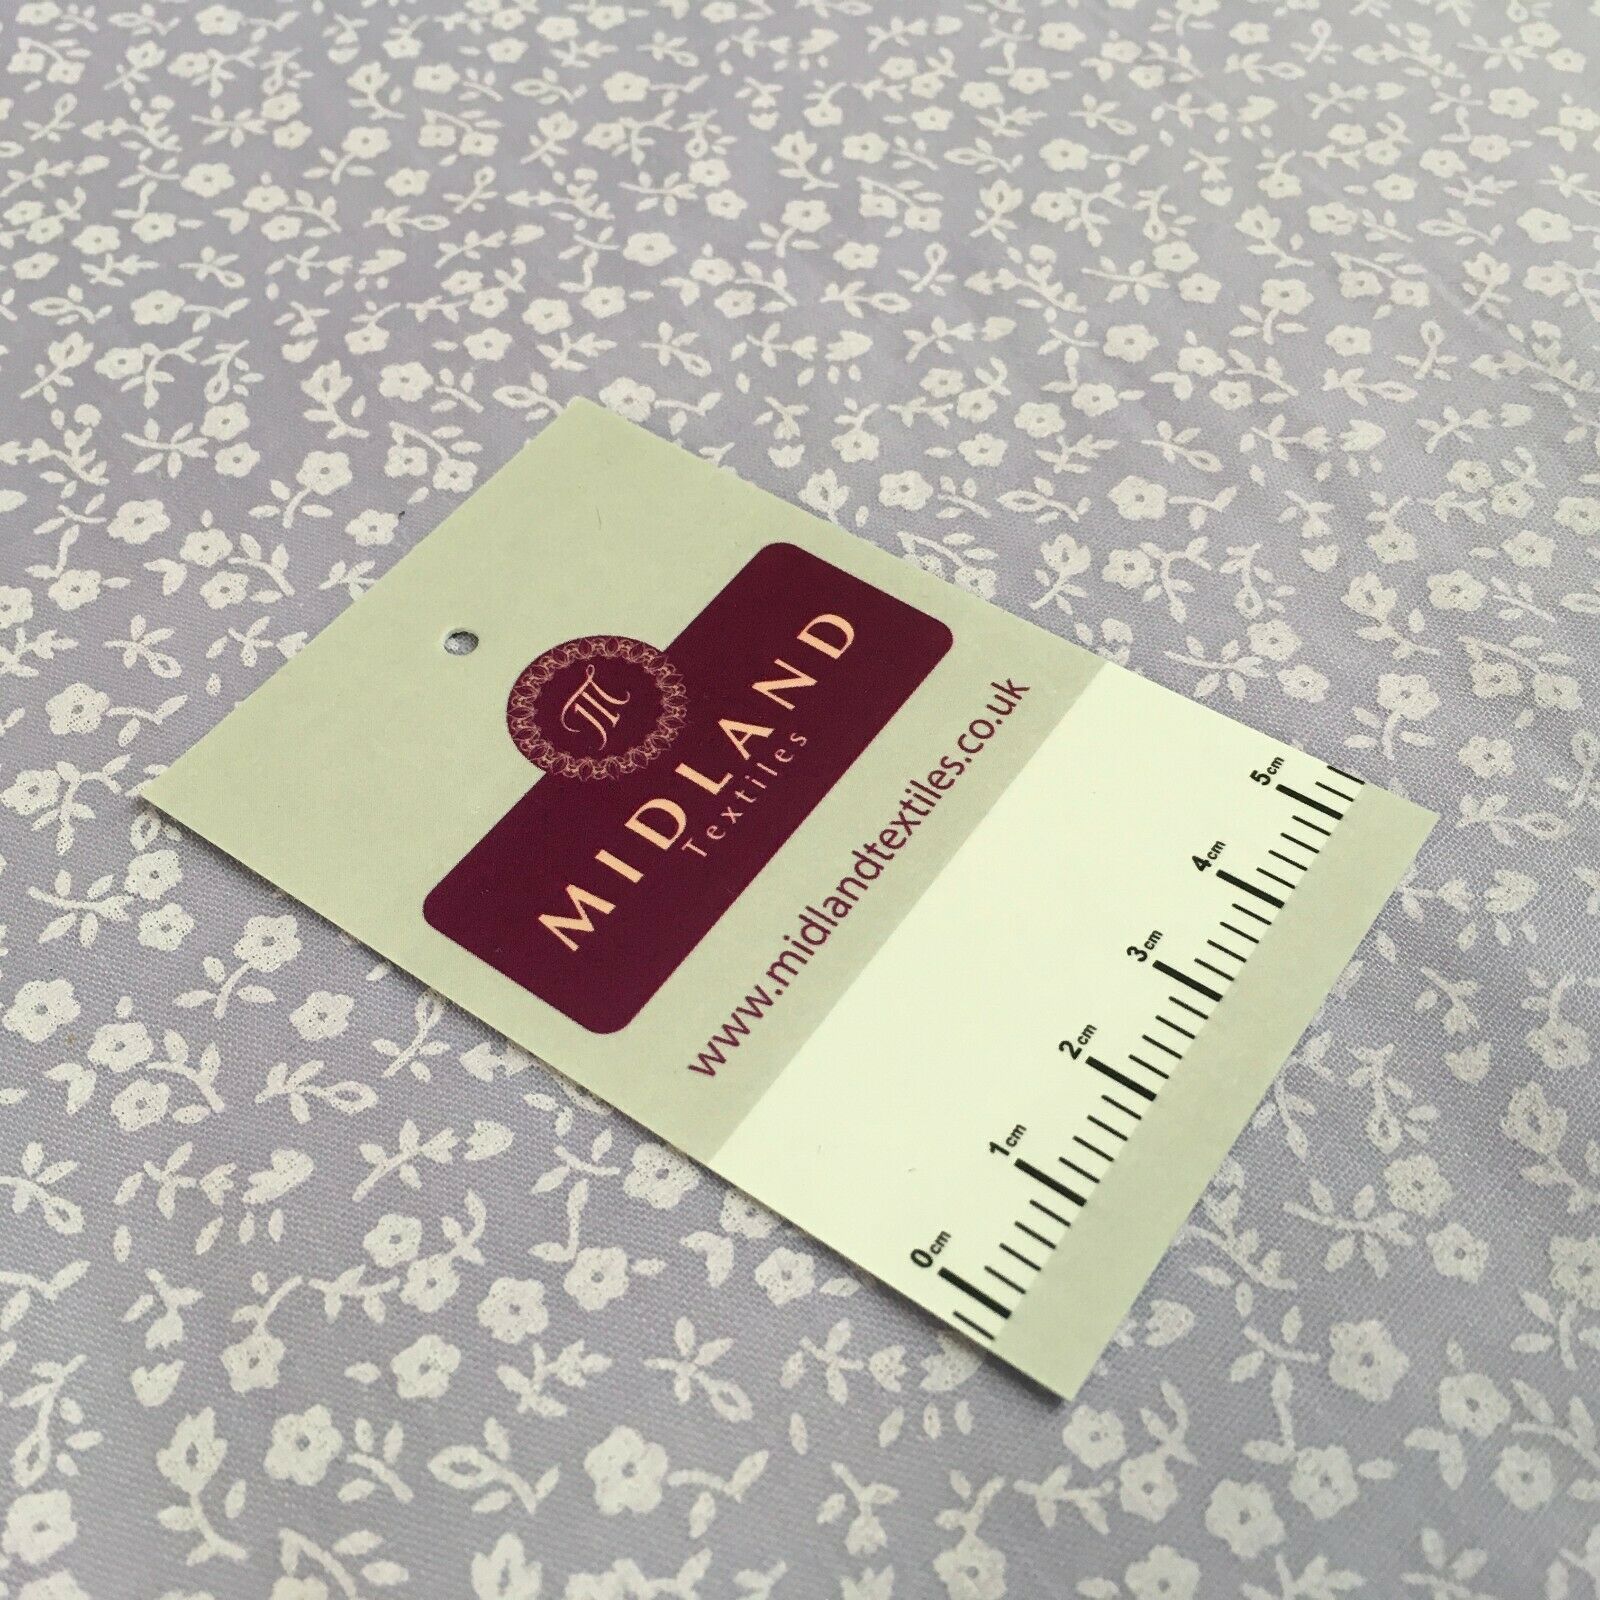 M
MIDLAND
Textiles
www.midlandtextiles.co.uk
0cm 1cm 2cm 3cm 4cm 5cm